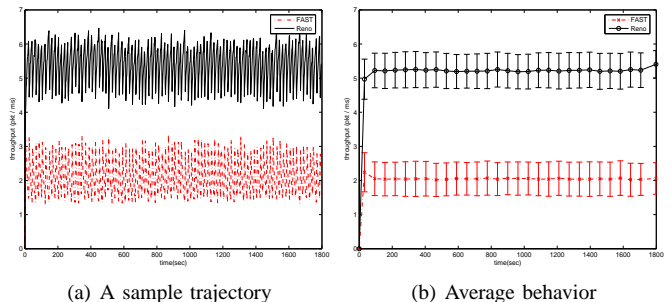 FAST
Reno
throughput (pkt / ms)
7
6
5
4
3
2
1
0
0 200 400 600 800 1000 1200 1400 1600 1800
time(sec)
(a) A sample trajectory
FAST
Reno
throughput (pkt / ms)
7
6
5
4
3
2
1
0
0 200 400 600 800 1000 1200 1400 1600 1800
time(sec)
(b) Average behavior